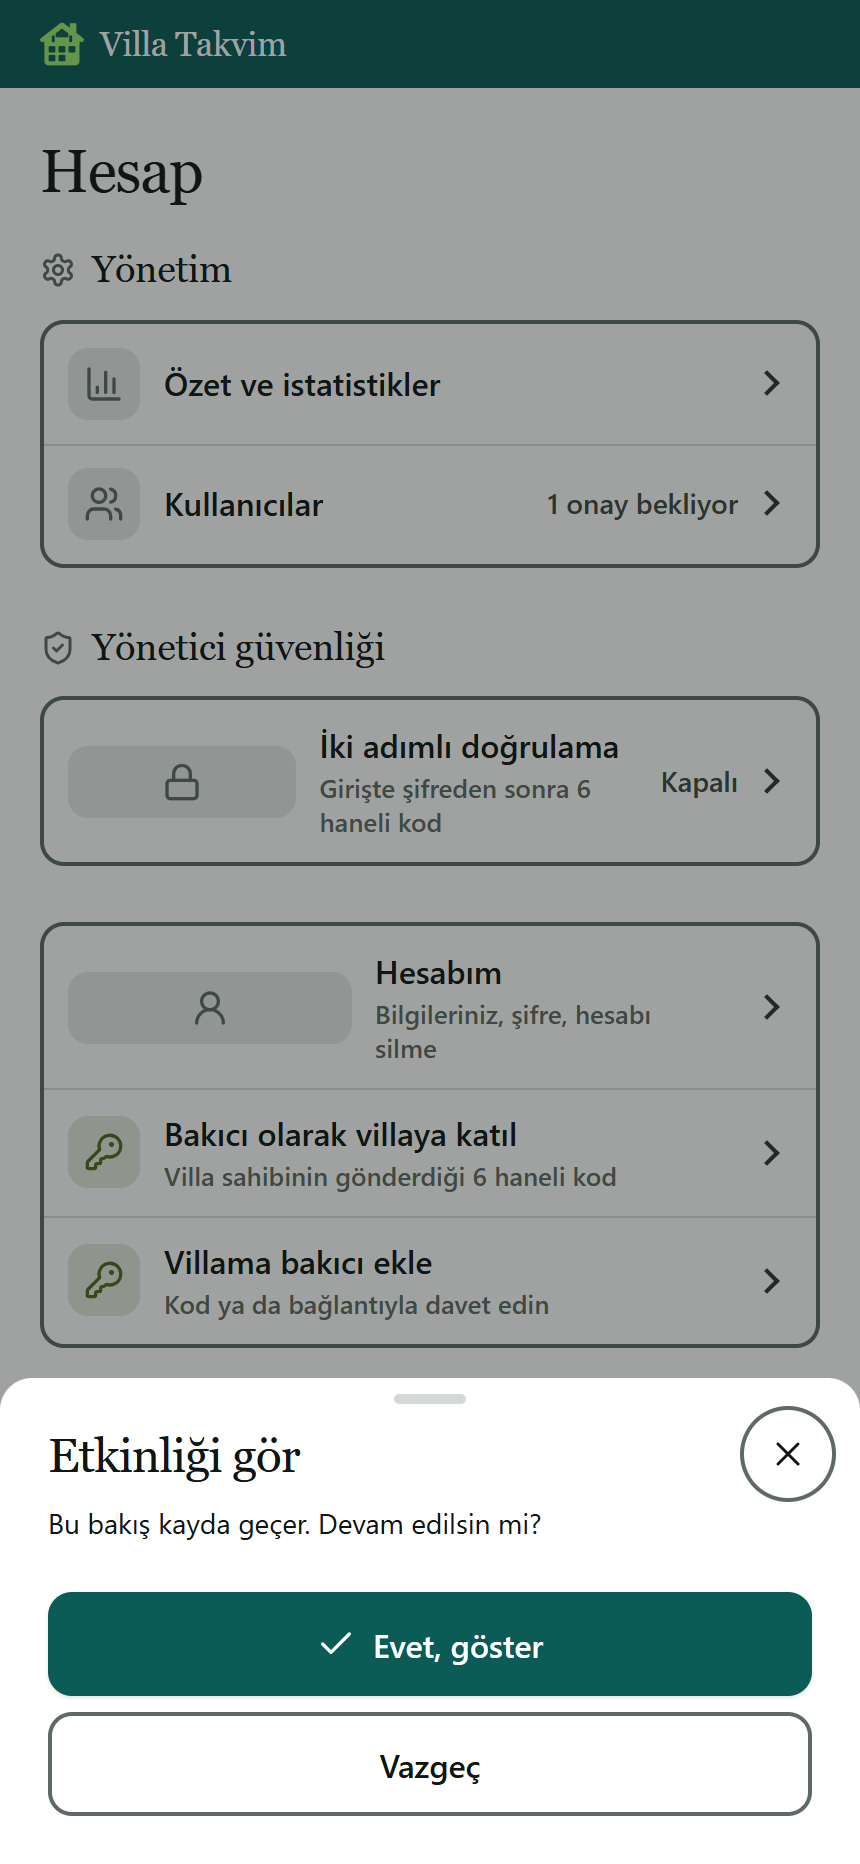 Villa Takvim
Hesap
Yönetim
Özet ve istatistikler
Kullanıcılar
1 onay bekliyor
Yönetici güvenliği
İki adımlı doğrulama
Girişte şifreden sonra 6
haneli kod
Kapalı
Hesabım
Bilgileriniz, şifre, hesabı
silme
Bakıcı olarak villaya katıl
Villa sahibinin gönderdiği 6 haneli kod
Villama bakıcı ekle
Kod ya da bağlantıyla davet edin
Etkinliği gör
Bu bakış kayda geçer. Devam edilsin mi?
Evet, göster
Vazgeç